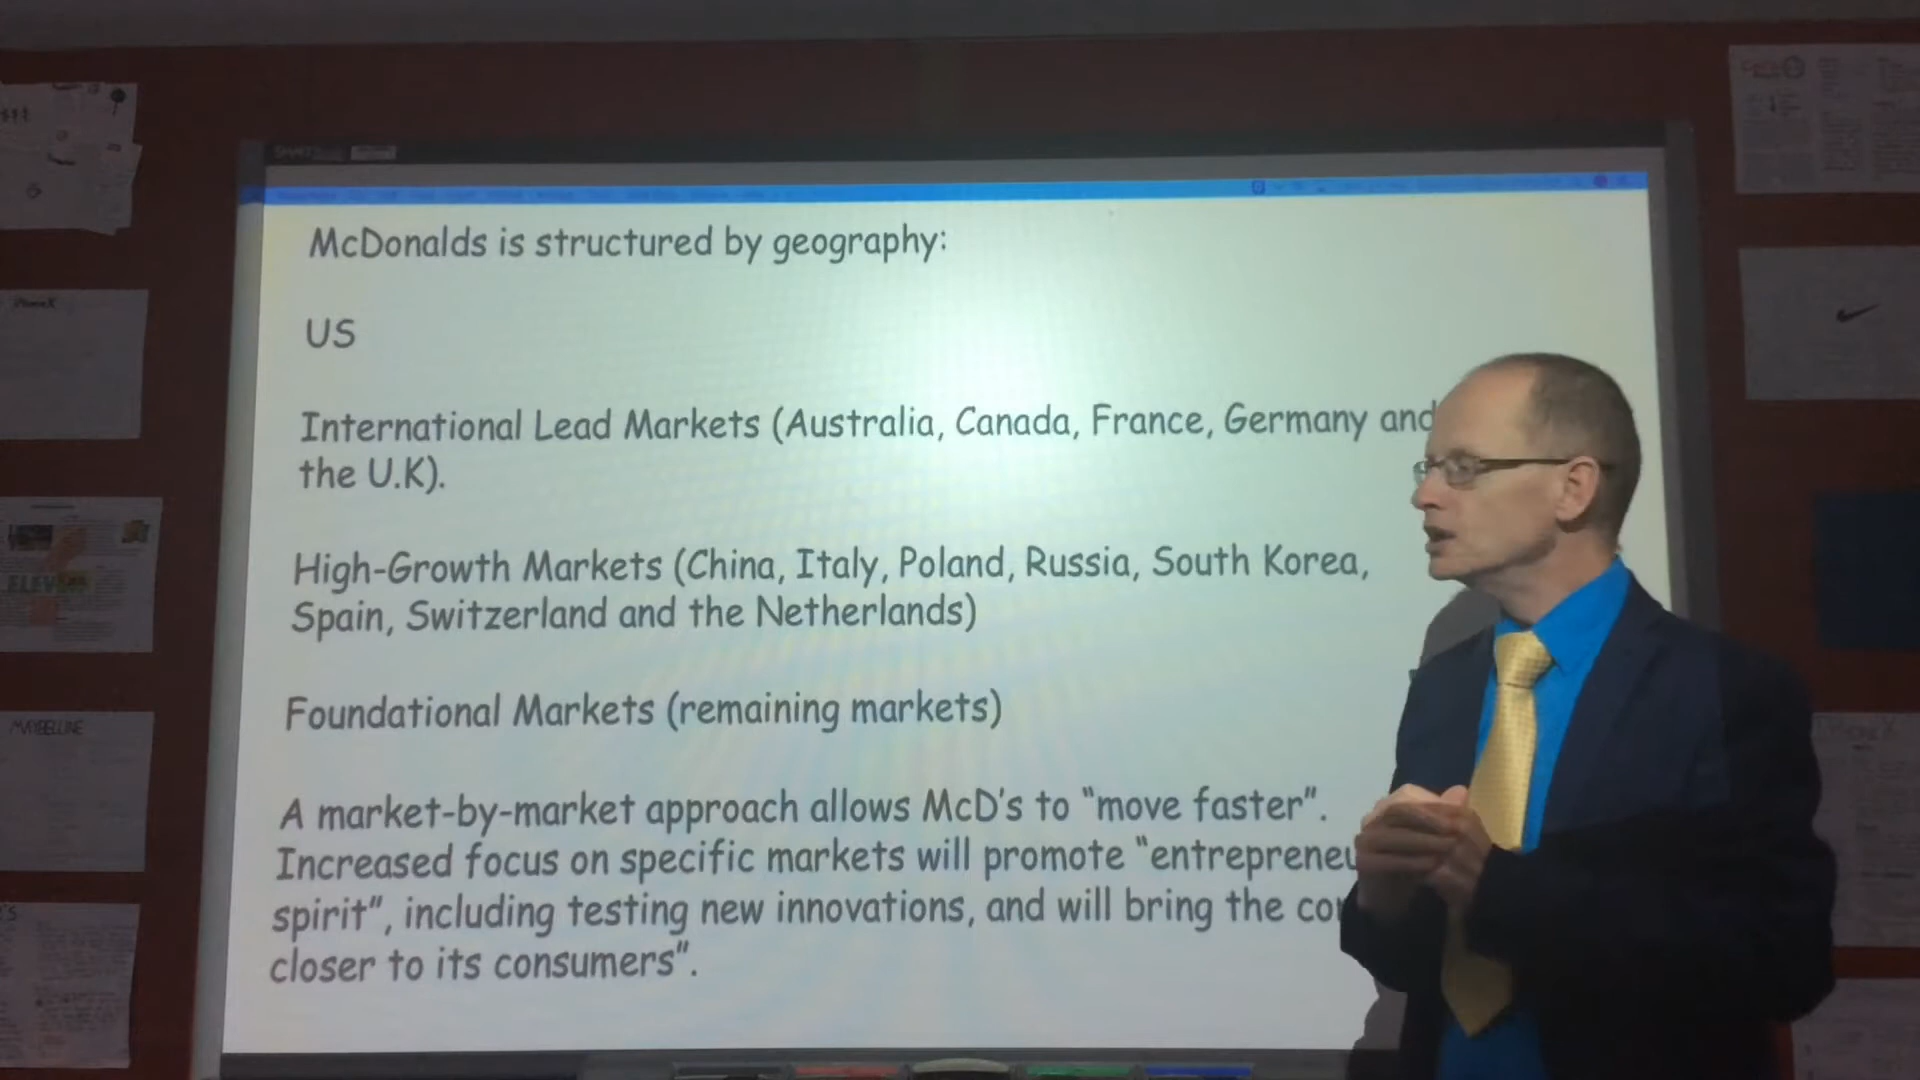 McDonalds is structured by geography:
US
International Lead Markets (Australia, Canada, France, Germany and
the U.K).
High-Growth Markets (China, Italy, Poland, Russia, South Korea,
Spain, Switzerland and the Netherlands)
Foundational Markets (remaining markets)
A market-by-market approach allows McD's to "move faster".
Increased focus on specific markets will promote
spirit", including testing new innovations, and will bring the
closer to its consumers".
MAYBELLINE